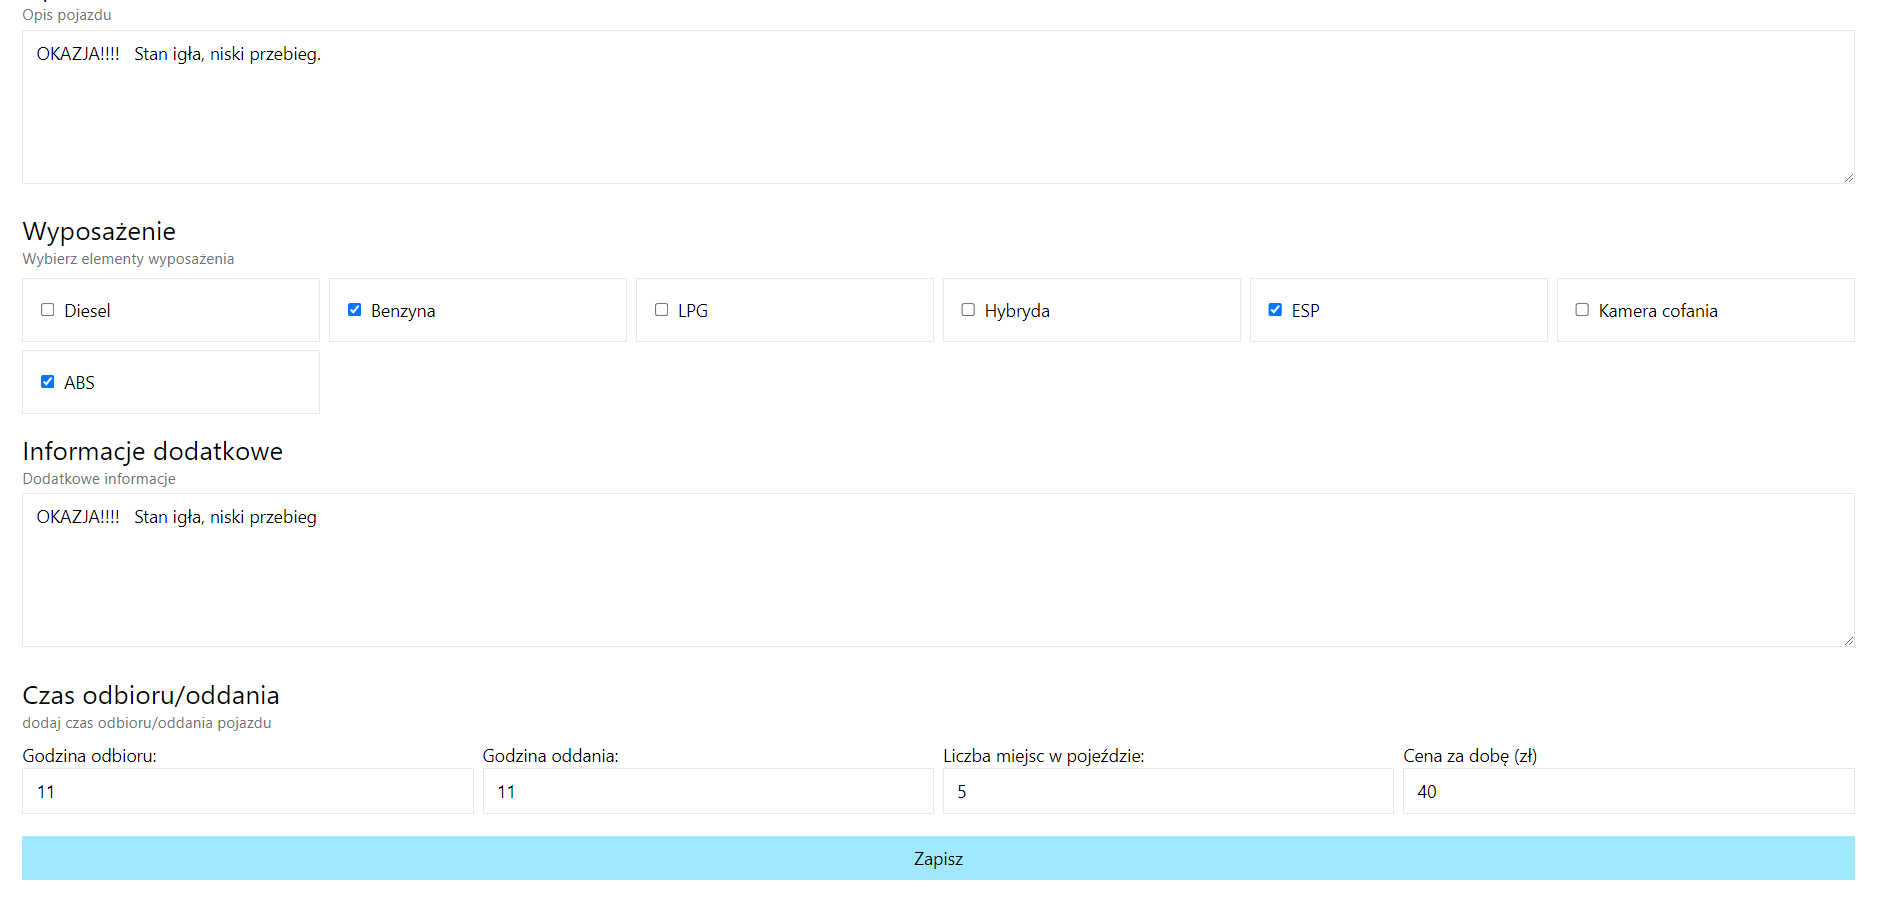 Opis pojazdu
OKAZJA!!!!   Stan igła, niski przebieg.
Wyposażenie
Wybierz elementy wyposażenia
Diesel
Benzyna
LPG
Hybryda
ESP
Kamera cofania
ABS
Informacje dodatkowe
Dodatkowe informacje
OKAZJA!!!!   Stan igła, niski przebieg
Czas odbioru/oddania
dodaj czas odbioru/oddania pojazdu
Godzina odbioru:
11
Godzina oddania:
11
Liczba miejsc w pojeździe:
5
Cena za dobę (zł)
40
Zapisz